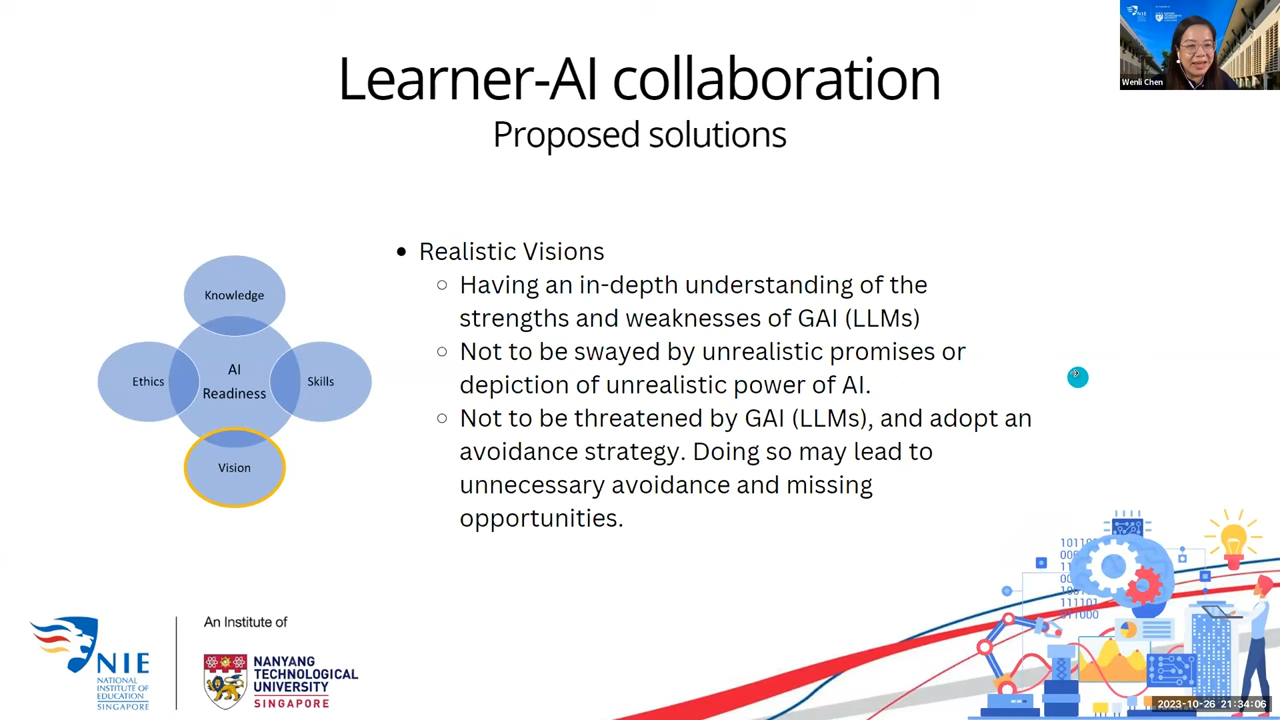 Learner-AI collaboration
Proposed solutions
Wenli Chen
Knowledge
Ethics
AI
Readiness
Skills
Vision
• Realistic Visions
○ Having an in-depth understanding of the
strengths and weaknesses of GAI (LLMs)
○ Not to be swayed by unrealistic promises or
depiction of unrealistic power of AI.
○ Not to be threatened by GAI (LLMs), and adopt an
avoidance strategy. Doing so may lead to
unnecessary avoidance and missing
opportunities.
NIE
NATIONAL
INSTITUTE OF
EDUCATION
SINGAPORE
An Institute of
NANYANG
TECHNOLOGICAL
UNIVERSITY
SINGAPORE
111101
2023-10-26 21:34:06